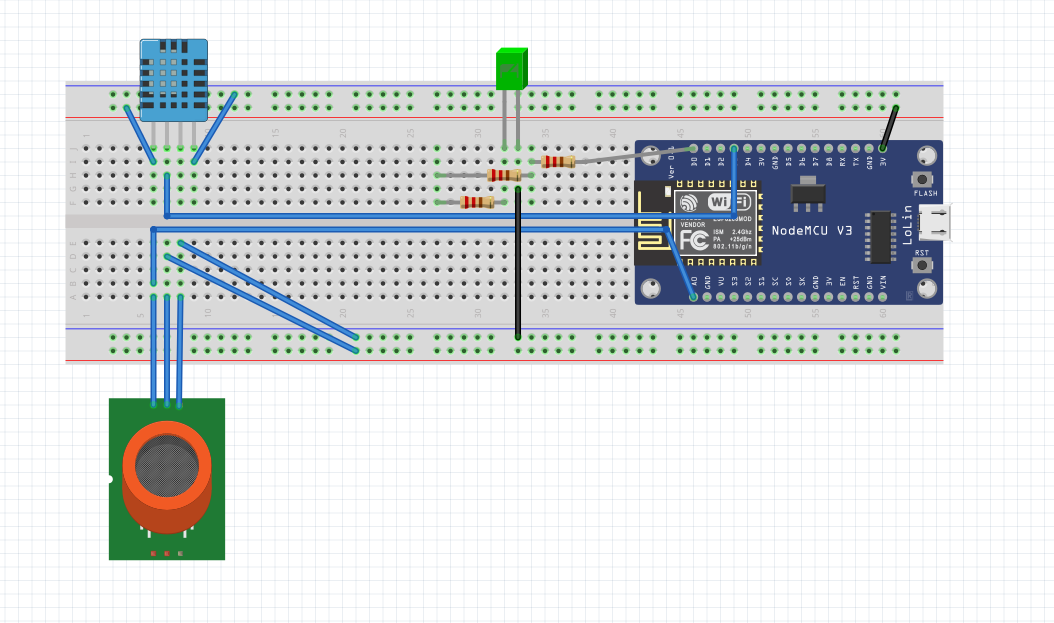 1 5 10 15 20 25 30 35 40 45 50 55 60
J
I
H
G
F
E
D
C
B
A
1 5 10 15 20 25 30 35 40 45 50 55 60
D0 D1 D2 D4 3V GND D5 D6 D7 D8 RX TX GND 3V
Ver 0.1
FLASH
Wi Fi
VENDOR
ISM 2.4Ghz
PA +25dBm
802.11b/g/n
FC
NodeMCU V3
LoLin
RST
A0 GND VU S3 S2 S1 SC S0 SK GND 3V EN RST GND VIN